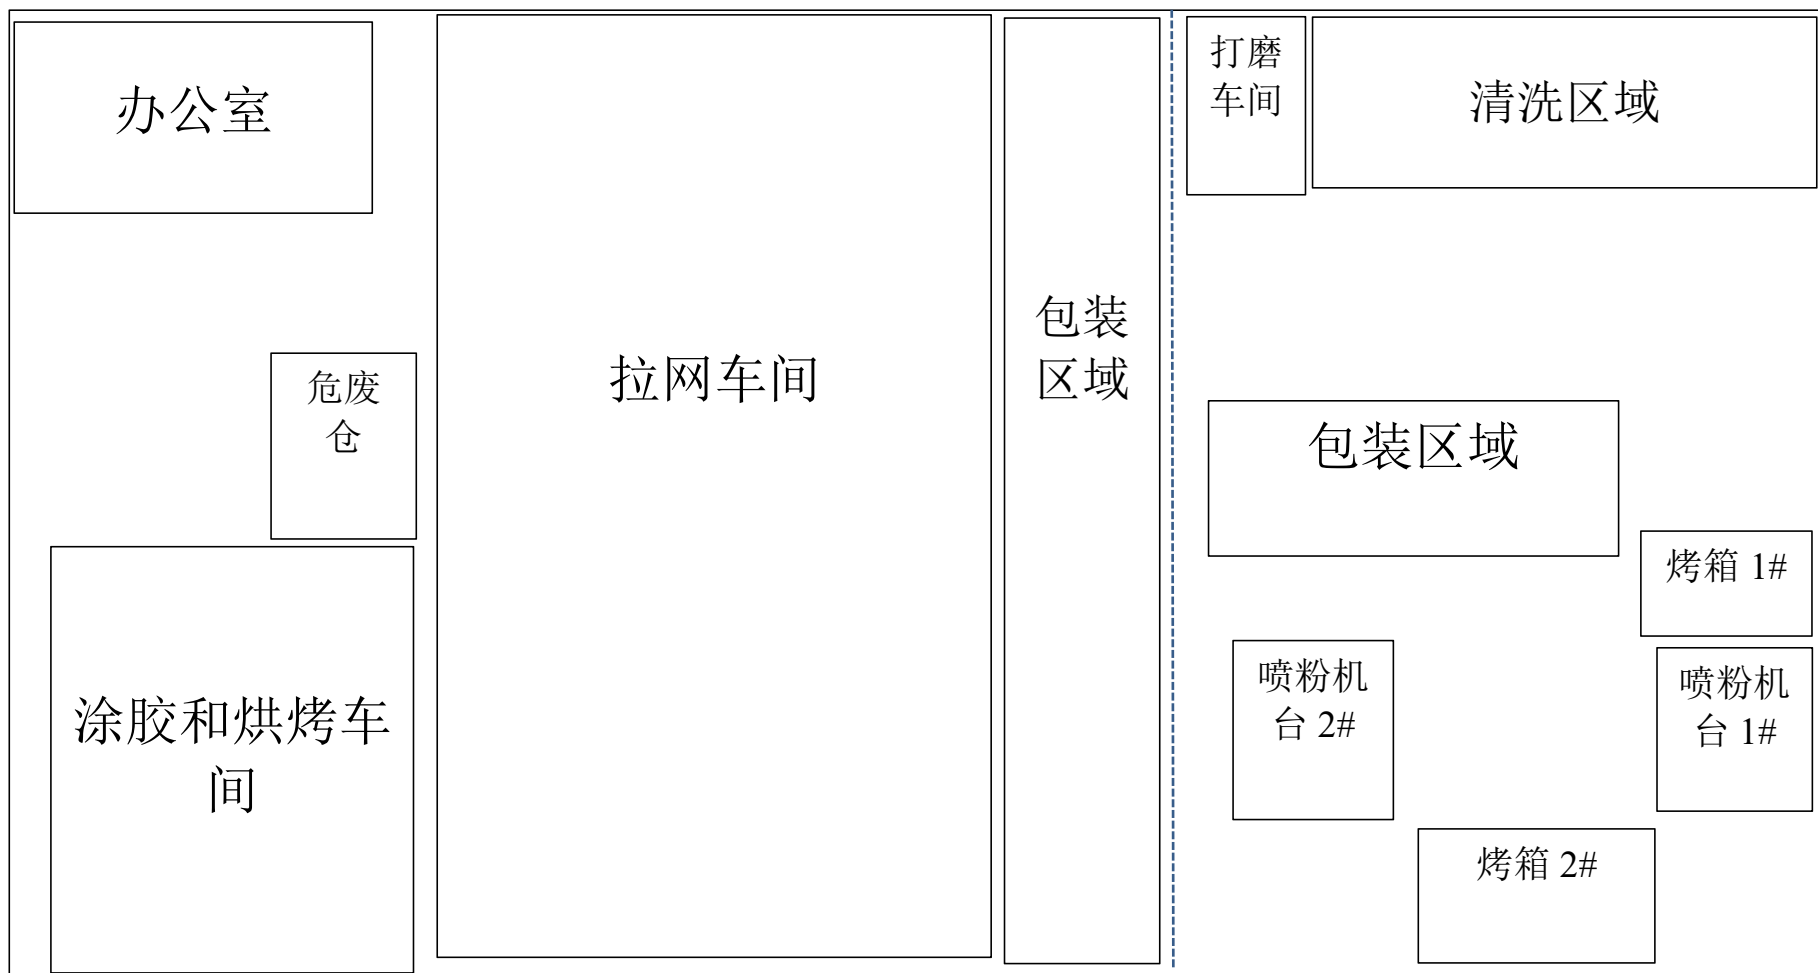 办公室
危废
仓
涂胶和烘烤车
间
拉网车间
包装
区域
打磨
车间
清洗区域
包装区域
烤箱 1#
喷粉机
台 2#
喷粉机
台 1#
烤箱 2#